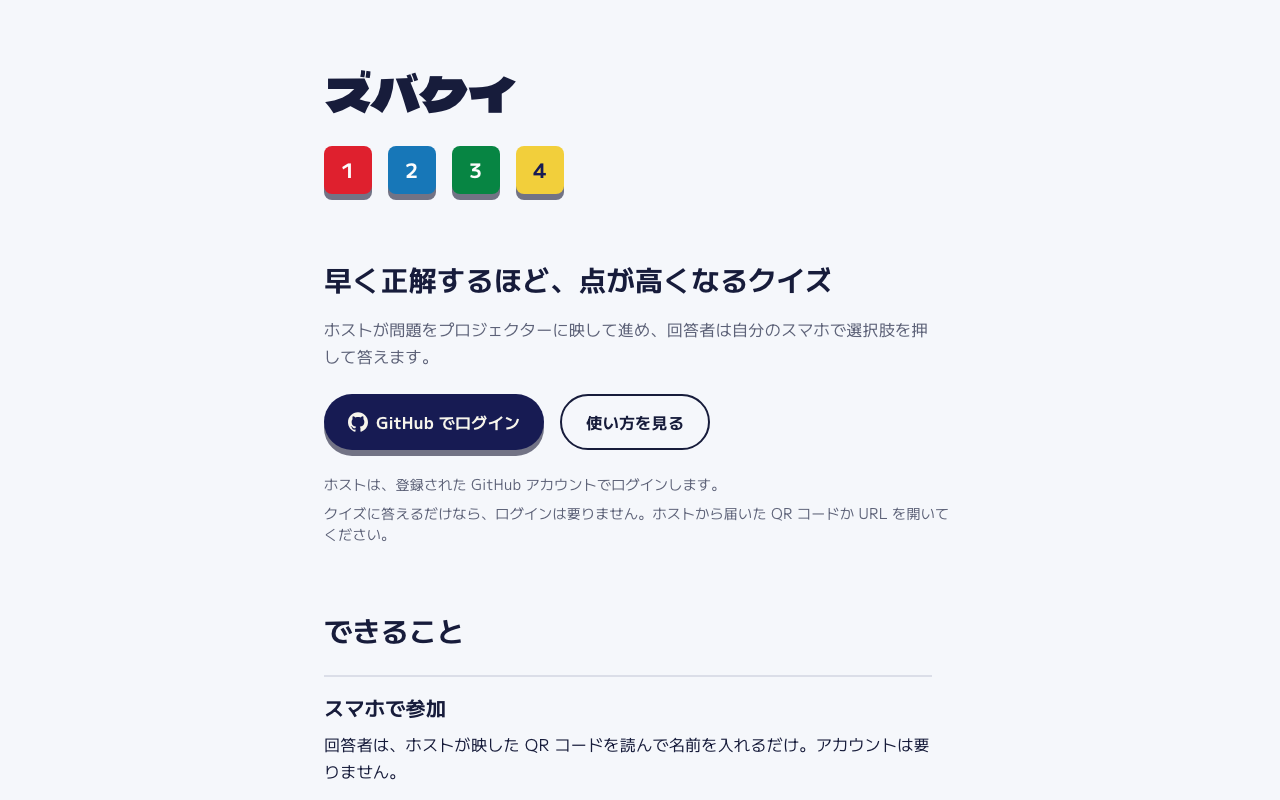 ズバクイ
1 2 3 4
早く正解するほど、点が高くなるクイズ
ホストが問題をプロジェクターに映して進め、回答者は自分のスマホで選択肢を押
して答えます。
GitHub でログイン 使い方を見る
ホストは、登録された GitHub アカウントでログインします。
クイズに答えるだけなら、ログインは要りません。ホストから届いた QR コードか URL を開いて
ください。
できること
スマホで参加
回答者は、ホストが映した QR コードを読んで名前を入れるだけ。アカウントは要
りません。